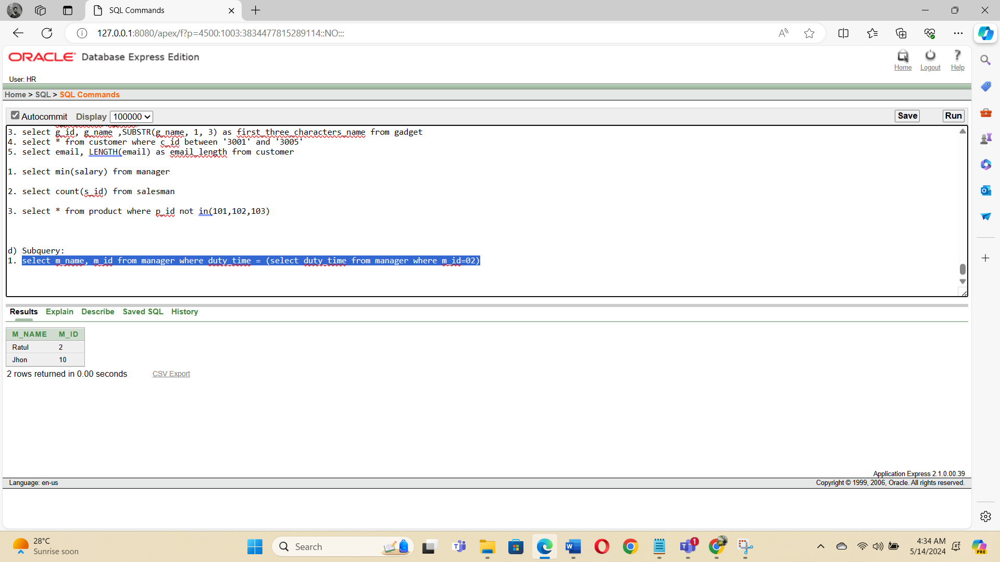 SQL Commands
127.0.0.1:8080/apex/f?p=4500:1003:3834477815289114::NO:::
ORACLE Database Express Edition
Home Logout Help
User: HR
Home > SQL > SQL Commands
Autocommit Display 100000 Save Run
3. select g_id, g_name ,SUBSTR(g_name, 1, 3) as first_three_characters_name from gadget
4. select * from customer where c_id between '3001' and '3005'
5. select email, LENGTH(email) as email_length from customer
1. select min(salary) from manager
2. select count(s_id) from salesman
3. select * from product where p_id not in(101,102,103)
d) Subquery:
1. select m_name, m_id from manager where duty_time = (select duty_time from manager where m_id=02)
Results Explain Describe Saved SQL History
M_NAME M_ID
Ratul 2
Jhon 10
2 rows returned in 0.00 seconds CSV Export
Application Express 2.1.0.00.39
Language: en-us Copyright © 1999, 2006, Oracle. All rights reserved.
28°C
Sunrise soon
Search
1
4:34 AM
5/14/2024
PRE